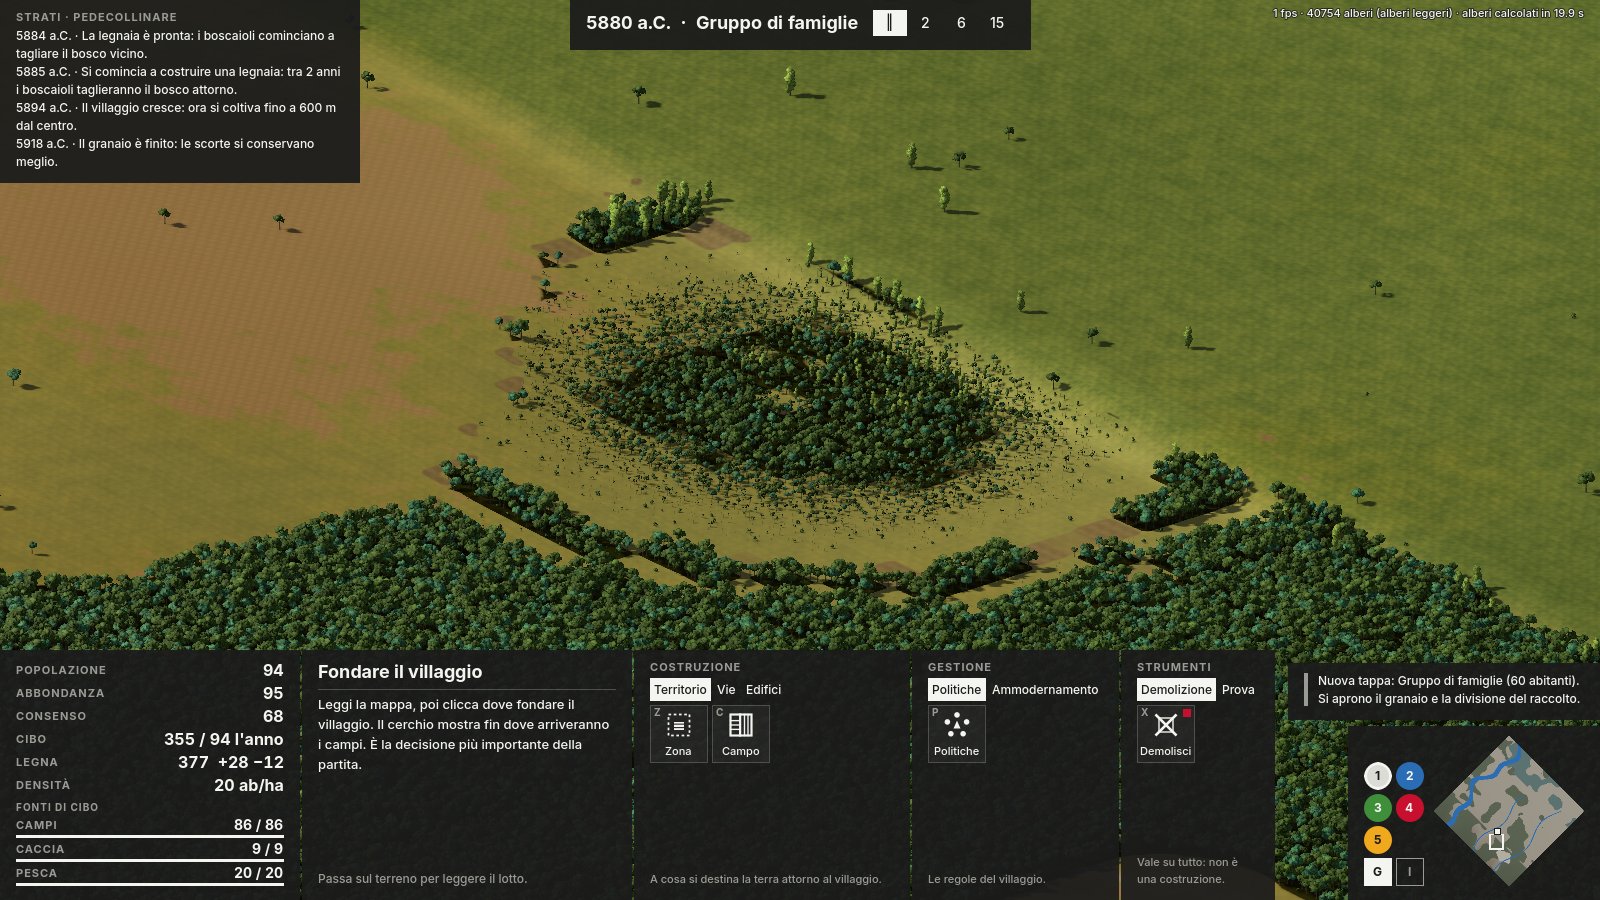 STRATI · PEDECOLLINARE
5884 a.C. · La legnaia è pronta: i boscaioli cominciano a
tagliare il bosco vicino.
5885 a.C. · Si comincia a costruire una legnaia: tra 2 anni
i boscaioli taglieranno il bosco attorno.
5894 a.C. · Il villaggio cresce: ora si coltiva fino a 600 m
dal centro.
5918 a.C. · Il granaio è finito: le scorte si conservano
meglio.
5880 a.C. · Gruppo di famiglie ‖ 2 6 15
1 fps · 40754 alberi (alberi leggeri) · alberi calcolati in 19.9 s
POPOLAZIONE 94
ABBONDANZA 95
CONSENSO 68
CIBO 355 / 94 l'anno
LEGNA 377 +28 −12
DENSITÀ 20 ab/ha
FONTI DI CIBO
CAMPI 86 / 86
CACCIA 9 / 9
PESCA 20 / 20
Fondare il villaggio
Leggi la mappa, poi clicca dove fondare il
villaggio. Il cerchio mostra fin dove arriveranno
i campi. È la decisione più importante della
partita.
Passa sul terreno per leggere il lotto.
COSTRUZIONE
Territorio Vie Edifici
Z C
Zona Campo
A cosa si destina la terra attorno al villaggio.
GESTIONE
Politiche Ammodernamento
P
Politiche
Le regole del villaggio.
STRUMENTI
Demolizione Prova
X
Demolisci
Vale su tutto: non è
una costruzione.
Nuova tappa: Gruppo di famiglie (60 abitanti).
Si aprono il granaio e la divisione del raccolto.
1 2
3 4
5
G I